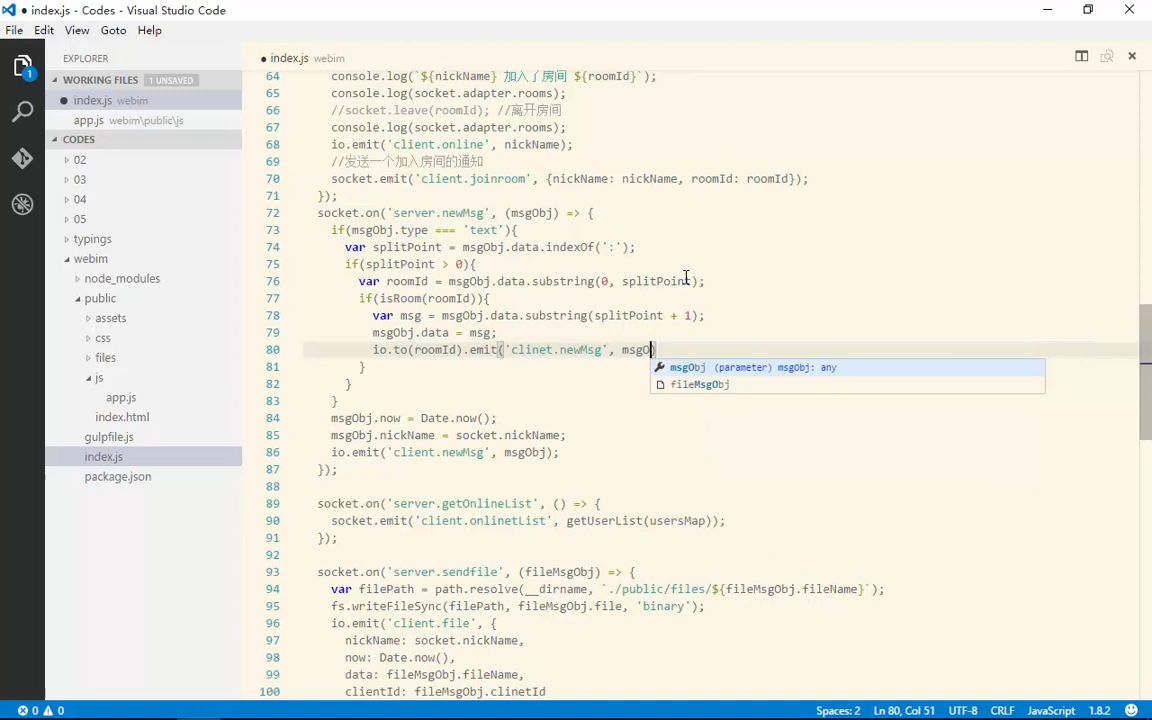 index.js - Codes - Visual Studio Code
File Edit View Goto Help
EXPLORER
WORKING FILES 1 UNSAVED
index.js webim
app.js webim\public\js
CODES
02
03
04
05
typings
webim
node_modules
public
assets
css
files
js
app.js
index.html
gulpfile.js
index.js
package.json
1
index.js webim
64 console.log(`${nickName} 加入了房间 ${roomId}`);
65 console.log(socket.adapter.rooms);
66 //socket.leave(roomId); //离开房间
67 console.log(socket.adapter.rooms);
68 io.emit('client.online', nickName);
69 //发送一个加入房间的通知
70 socket.emit('client.joinroom', {nickName: nickName, roomId: roomId});
71 });
72 socket.on('server.newMsg', (msgObj) => {
73 if(msgObj.type === 'text'){
74 var splitPoint = msgObj.data.indexOf(':');
75 if(splitPoint > 0){
76 var roomId = msgObj.data.substring(0, splitPoint);
77 if(isRoom(roomId)){
78 var msg = msgObj.data.substring(splitPoint + 1);
79 msgObj.data = msg;
80 io.to(roomId).emit('clinet.newMsg', msgO)
msgObj (parameter) msgObj: any
fileMsgObj
81 }
82 }
83 }
84 msgObj.now = Date.now();
85 msgObj.nickName = socket.nickName;
86 io.emit('client.newMsg', msgObj);
87 });
88
89 socket.on('server.getOnlineList', () => {
90 socket.emit('client.onlinetList', getUserList(usersMap));
91 });
92
93 socket.on('server.sendfile', (fileMsgObj) => {
94 var filePath = path.resolve(__dirname, `./public/files/${fileMsgObj.fileName}`);
95 fs.writeFileSync(filePath, fileMsgObj.file, 'binary');
96 io.emit('client.file', {
97 nickName: socket.nickName,
98 now: Date.now(),
99 data: fileMsgObj.fileName,
100 clientId: fileMsgObj.clinetId
0 0 Spaces: 2 Ln 80, Col 51 UTF-8 CRLF JavaScript 1.8.2